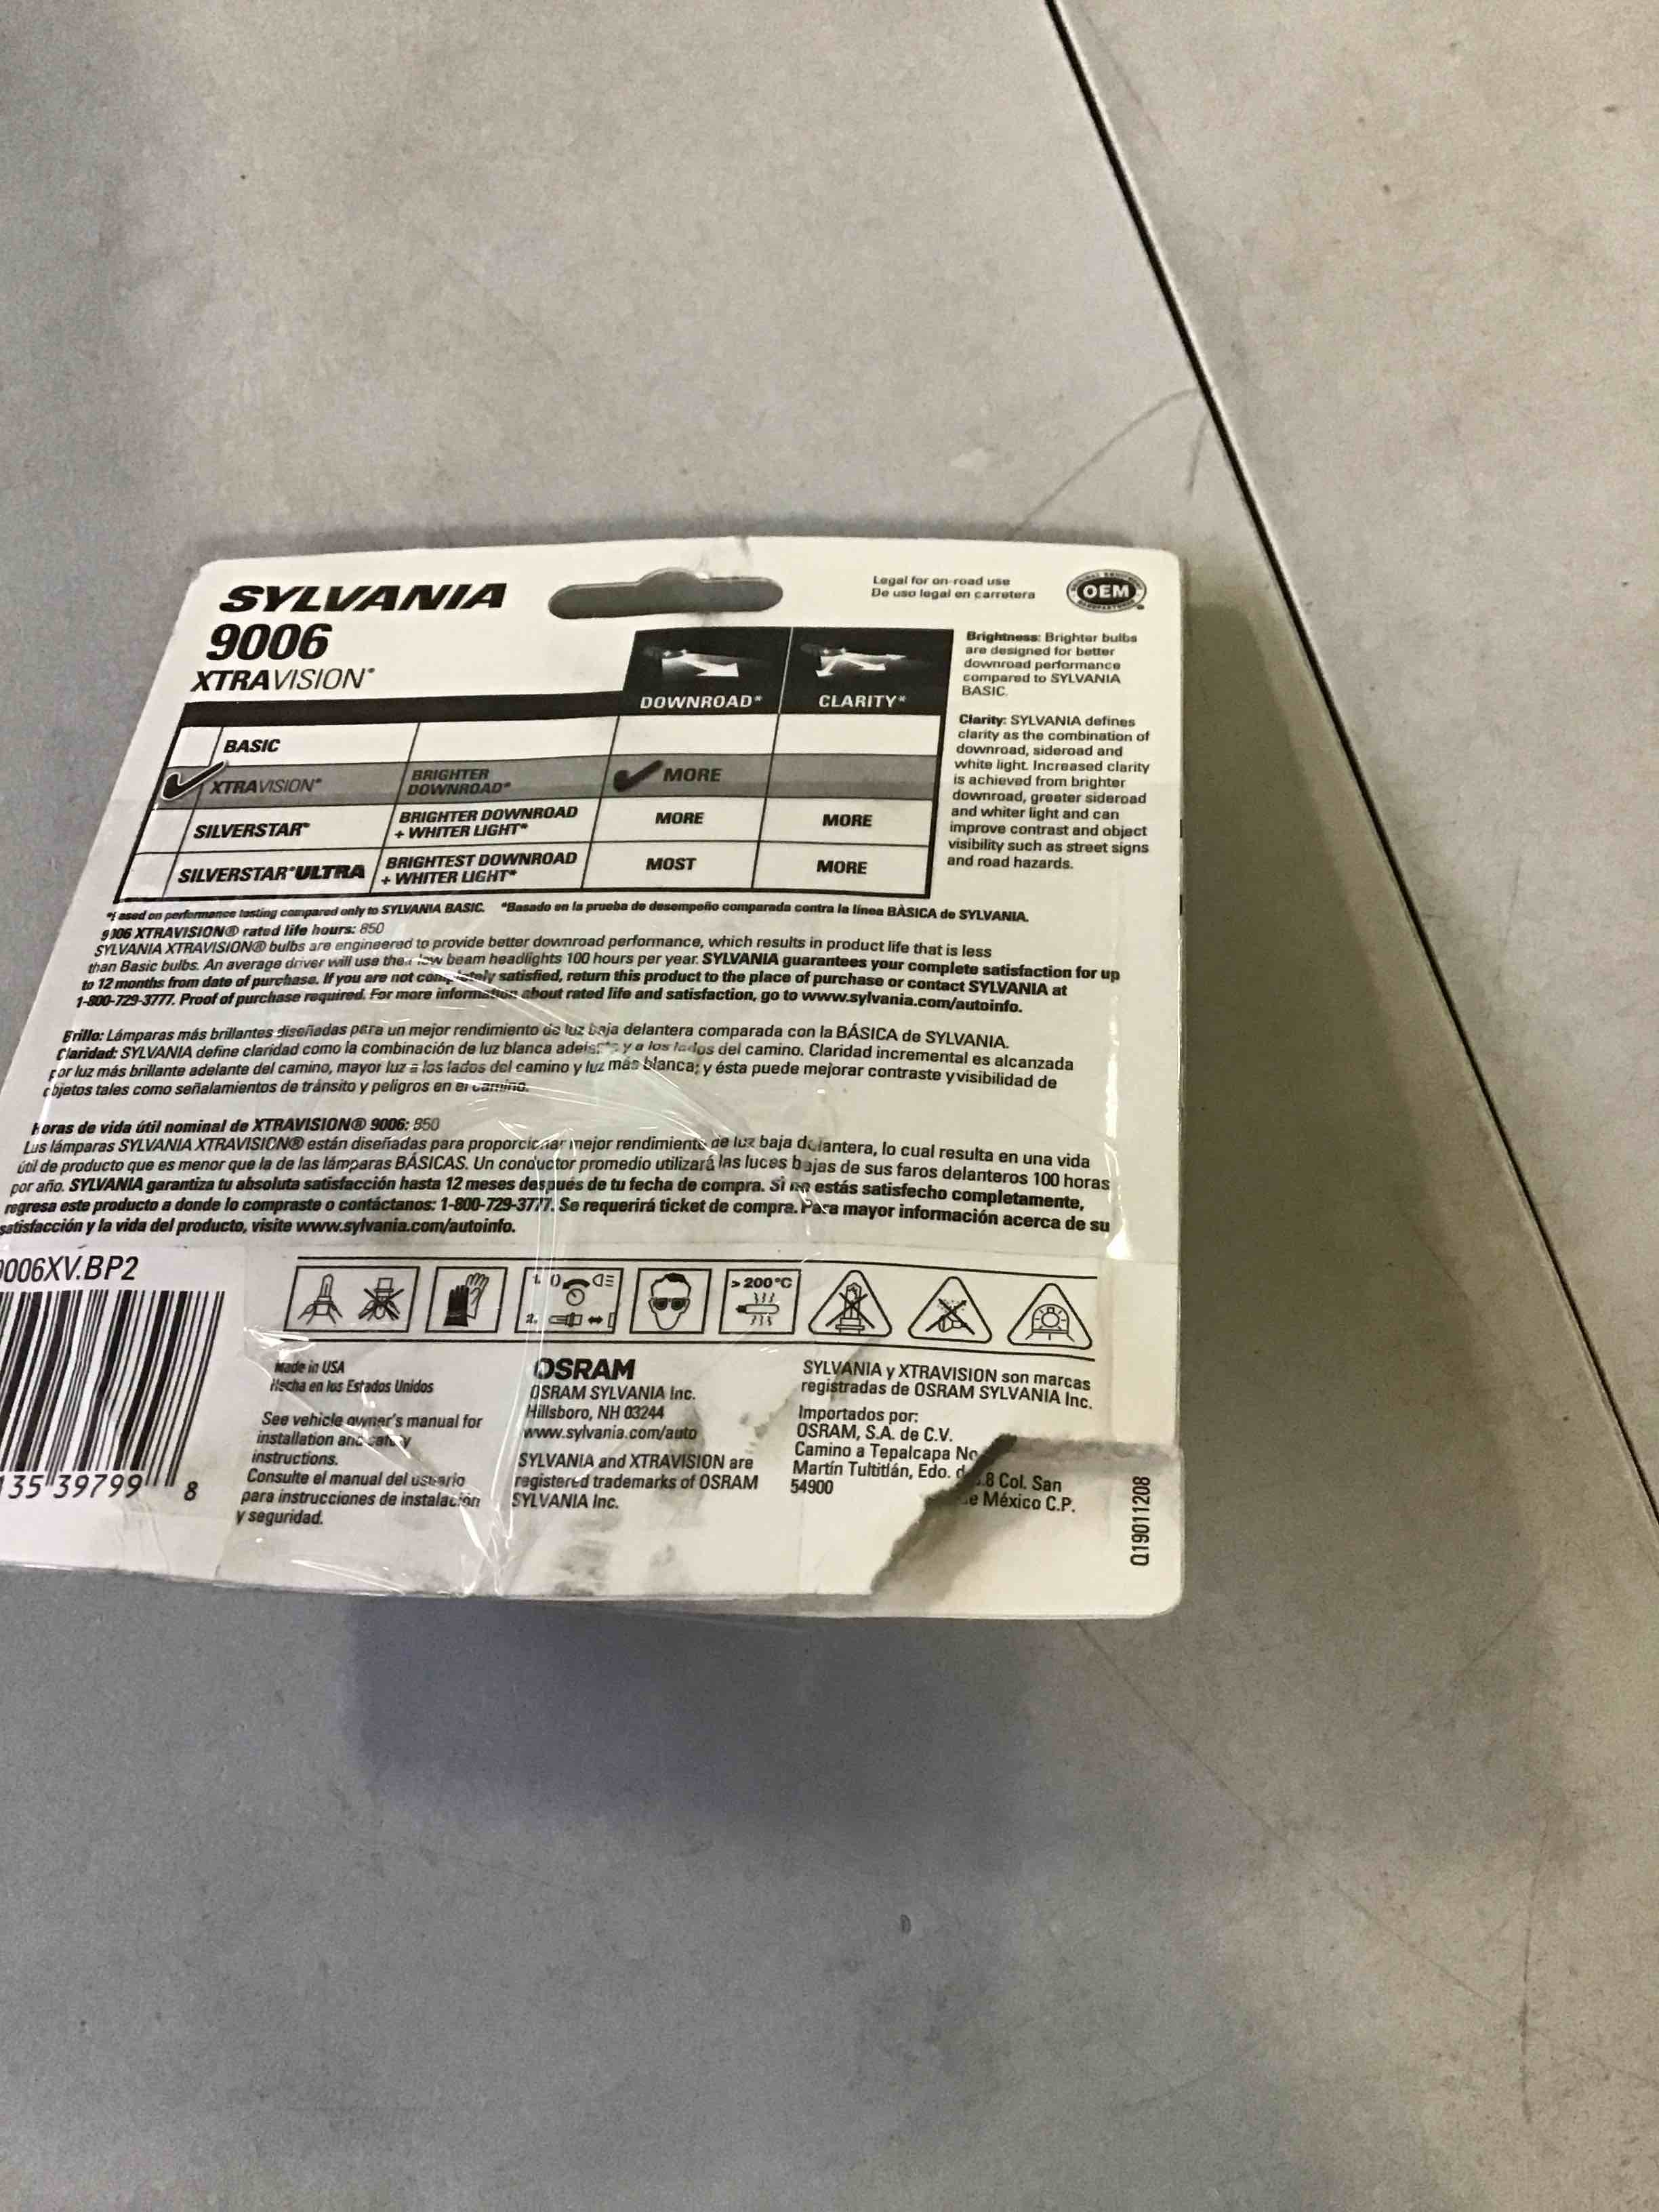 SYLVANIA
9006
XTRAVISION®
Legal for on-road use
De uso legal en carretera
OEM
DOWNROAD* CLARITY*
BASIC
XTRAVISION® BRIGHTER DOWNROAD* MORE
SILVERSTAR® BRIGHTER DOWNROAD + WHITER LIGHT* MORE MORE
SILVERSTAR®ULTRA BRIGHTEST DOWNROAD + WHITER LIGHT* MOST MORE
Brightness: Brighter bulbs
are designed for better
downroad performance
compared to SYLVANIA
BASIC.
Clarity: SYLVANIA defines
clarity as the combination of
downroad, sideroad and
white light. Increased clarity
is achieved from brighter
downroad, greater sideroad
and whiter light and can
improve contrast and object
visibility such as street signs
and road hazards.
ased on performance testing compared only to SYLVANIA BASIC. *Basado en la prueba de desempeño comparada contra la línea BÀSICA de SYLVANIA.
9006 XTRAVISION® rated life hours: 850
SYLVANIA XTRAVISION® bulbs are engineered to provide better downroad performance, which results in product life that is less
than Basic bulbs. An average driver will use their low beam headlights 100 hours per year. SYLVANIA guarantees your complete satisfaction for up
to 12 months from date of purchase. If you are not completely satisfied, return this product to the place of purchase or contact SYLVANIA at
1-800-729-3777. Proof of purchase required. For more information about rated life and satisfaction, go to www.sylvania.com/autoinfo.
Brillo: Lámparas más brillantes diseñadas para un mejor rendimiento de luz baja delantera comparada con la BÁSICA de SYLVANIA.
Claridad: SYLVANIA define claridad como la combinación de luz blanca adelante y a los lados del camino. Claridad incremental es alcanzada
por luz más brillante adelante del camino, mayor luz a los lados del camino y luz más blanca; y ésta puede mejorar contraste y visibilidad de
objetos tales como señalamientos de tránsito y peligros en el camino.
Horas de vida útil nominal de XTRAVISION® 9006: 850
Las lámparas SYLVANIA XTRAVISION® están diseñadas para proporcionar mejor rendimiento de luz baja delantera, lo cual resulta en una vida
útil de producto que es menor que la de las lámparas BÁSICAS. Un conductor promedio utilizará las luces bajas de sus faros delanteros 100 horas
por año. SYLVANIA garantiza tu absoluta satisfacción hasta 12 meses después de tu fecha de compra. Si no estás satisfecho completamente,
regresa este producto a donde lo compraste o contáctanos: 1-800-729-3777. Se requerirá ticket de compra. Para mayor información acerca de su
satisfacción y la vida del producto, visite www.sylvania.com/autoinfo.
9006XV.BP2
1. 0
2.
> 200°C
35 39799 8
Made in USA
Hecha en los Estados Unidos
See vehicle owner's manual for
installation and safety
instructions.
Consulte el manual del usuario
para instrucciones de instalación
y seguridad.
OSRAM
OSRAM SYLVANIA Inc.
Hillsboro, NH 03244
www.sylvania.com/auto
SYLVANIA and XTRAVISION are
registered trademarks of OSRAM
SYLVANIA Inc.
SYLVANIA y XTRAVISION son marcas
registradas de OSRAM SYLVANIA Inc.
Importados por:
OSRAM, S.A. de C.V.
Camino a Tepalcapa No .8 Col. San
Martín Tultitlán, Edo. de México C.P.
54900
Q19011208